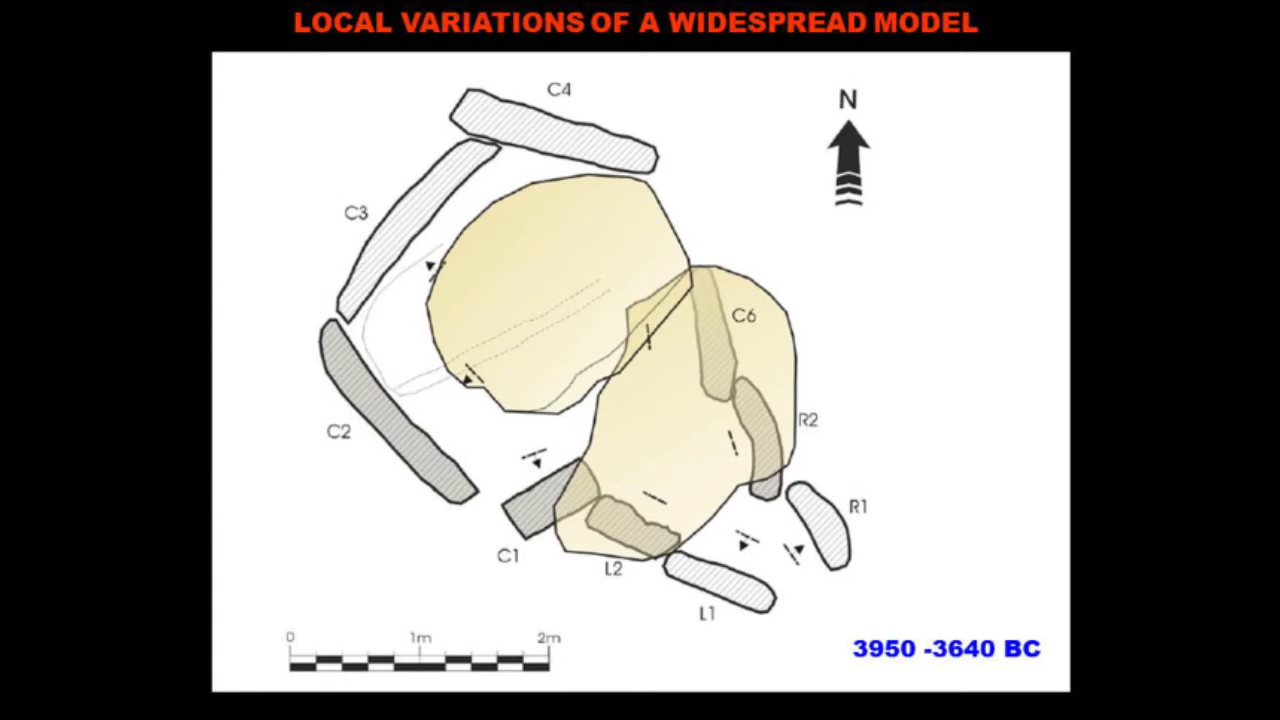 LOCAL VARIATIONS OF A WIDESPREAD MODEL
C4
N
C3
C6
C2
R2
R1
C1
L2
L1
0 1m 2m
3950 -3640 BC